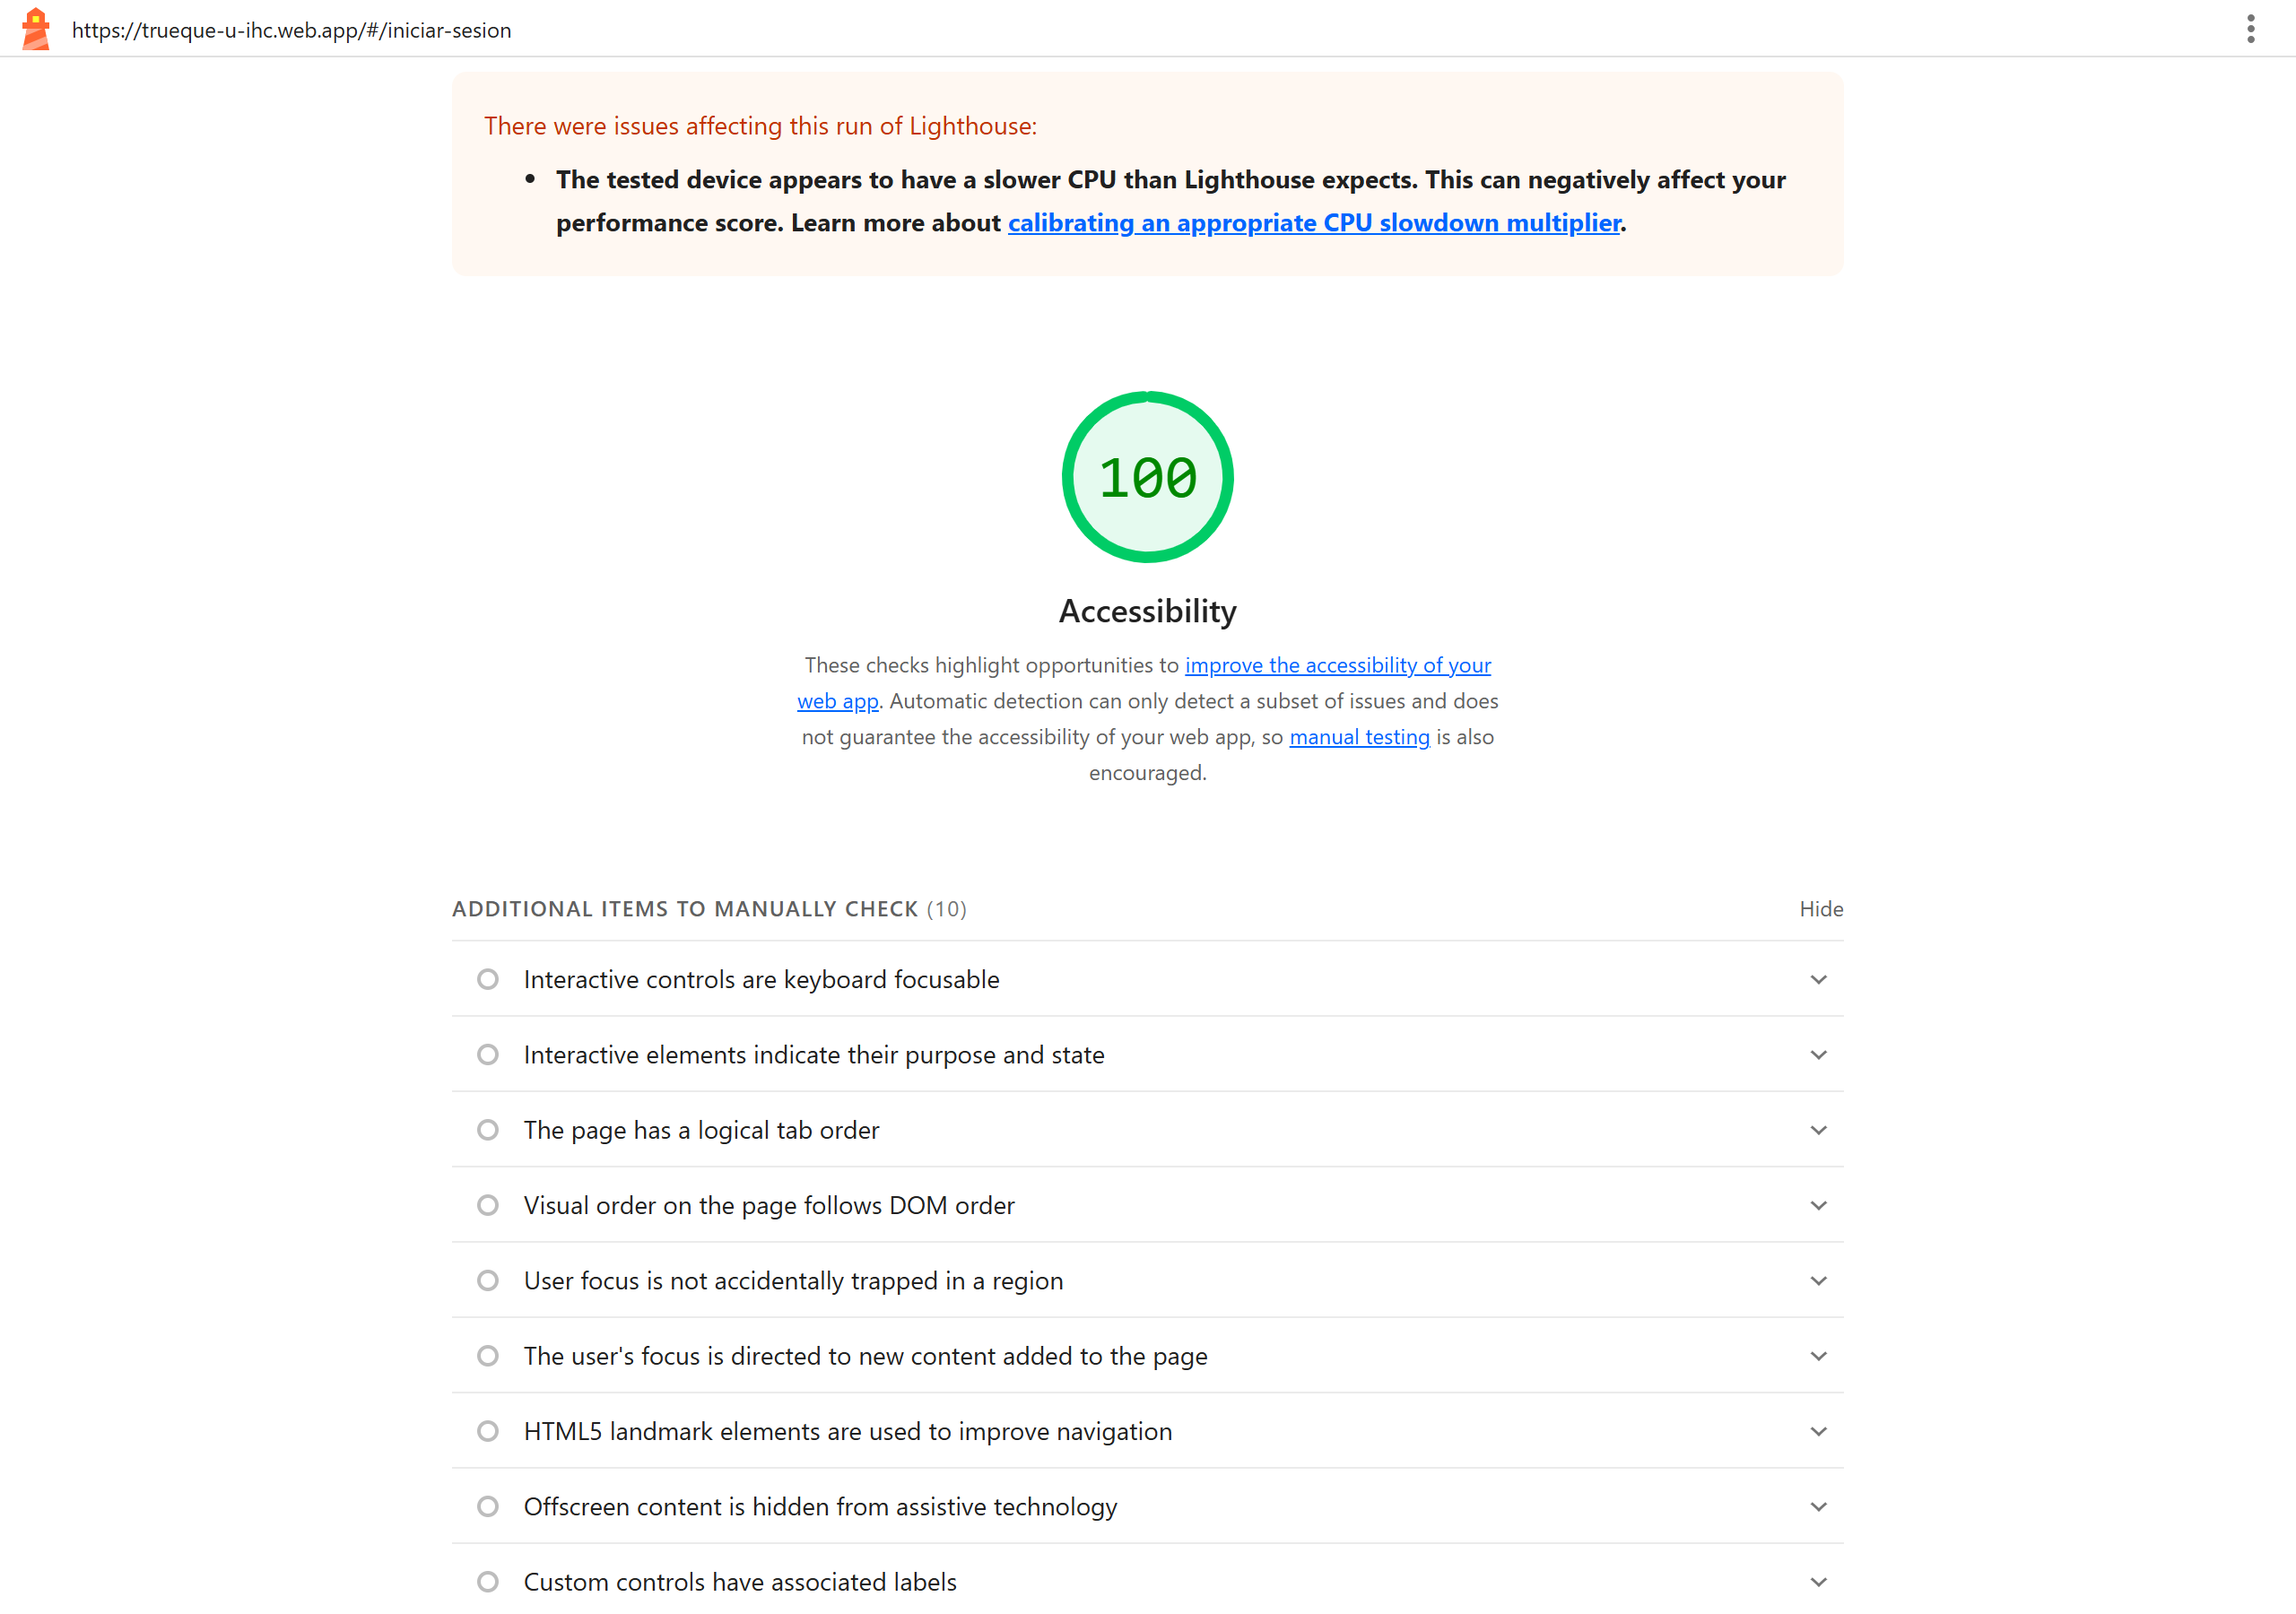 https://trueque-u-ihc.web.app/#/iniciar-sesion
There were issues affecting this run of Lighthouse:
• The tested device appears to have a slower CPU than Lighthouse expects. This can negatively affect your
performance score. Learn more about calibrating an appropriate CPU slowdown multiplier.
100
Accessibility
These checks highlight opportunities to improve the accessibility of your
web app. Automatic detection can only detect a subset of issues and does
not guarantee the accessibility of your web app, so manual testing is also
encouraged.
ADDITIONAL ITEMS TO MANUALLY CHECK (10) Hide
Interactive controls are keyboard focusable
Interactive elements indicate their purpose and state
The page has a logical tab order
Visual order on the page follows DOM order
User focus is not accidentally trapped in a region
The user's focus is directed to new content added to the page
HTML5 landmark elements are used to improve navigation
Offscreen content is hidden from assistive technology
Custom controls have associated labels